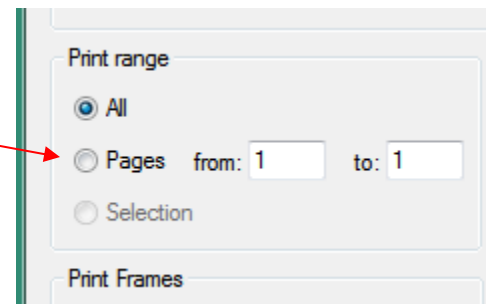 Print range
All
Pages from: 1 to: 1
Selection
Print Frames